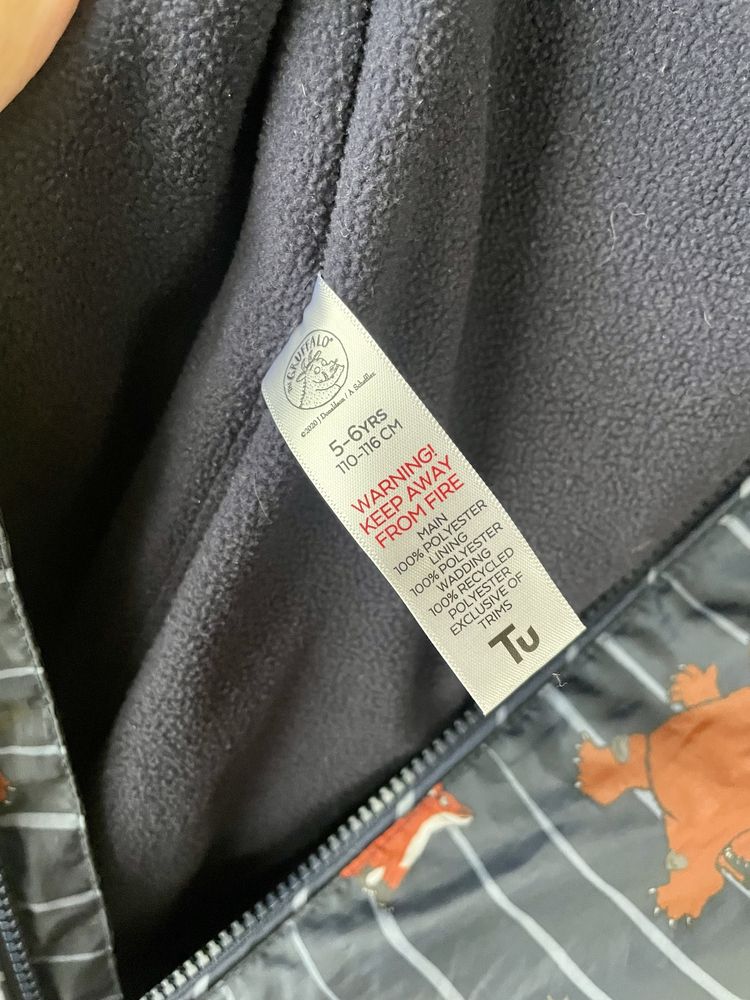 THE GRUFFALO®
©2020 J Donaldson / A Scheffler
5-6YRS
110-116 CM
WARNING!
KEEP AWAY
FROM FIRE
MAIN
100% POLYESTER
LINING
100% POLYESTER
WADDING
100% RECYCLED
POLYESTER
EXCLUSIVE OF
TRIMS
Tu